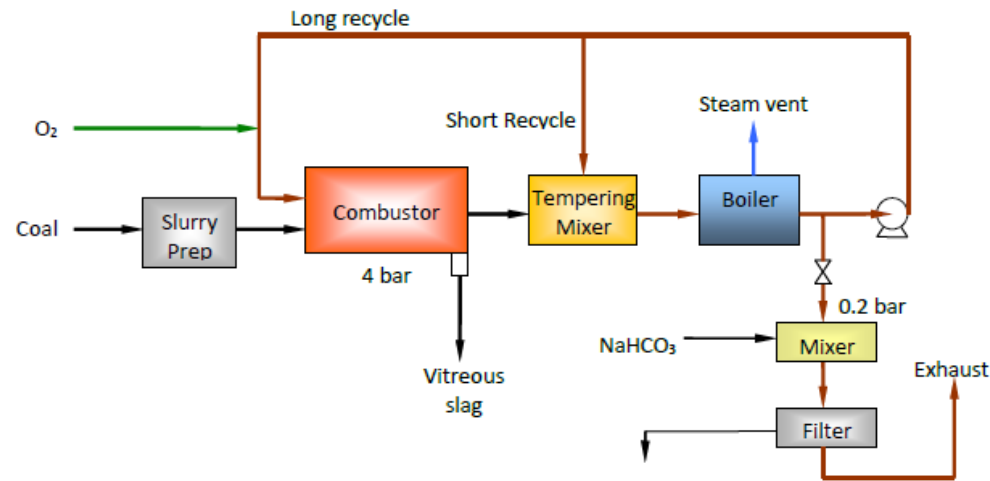 Long recycle
O₂
Short Recycle
Steam vent
Coal
Slurry
Prep
Combustor
4 bar
Tempering
Mixer
Boiler
0.2 bar
NaHCO₃
Mixer
Vitreous
slag
Exhaust
Filter